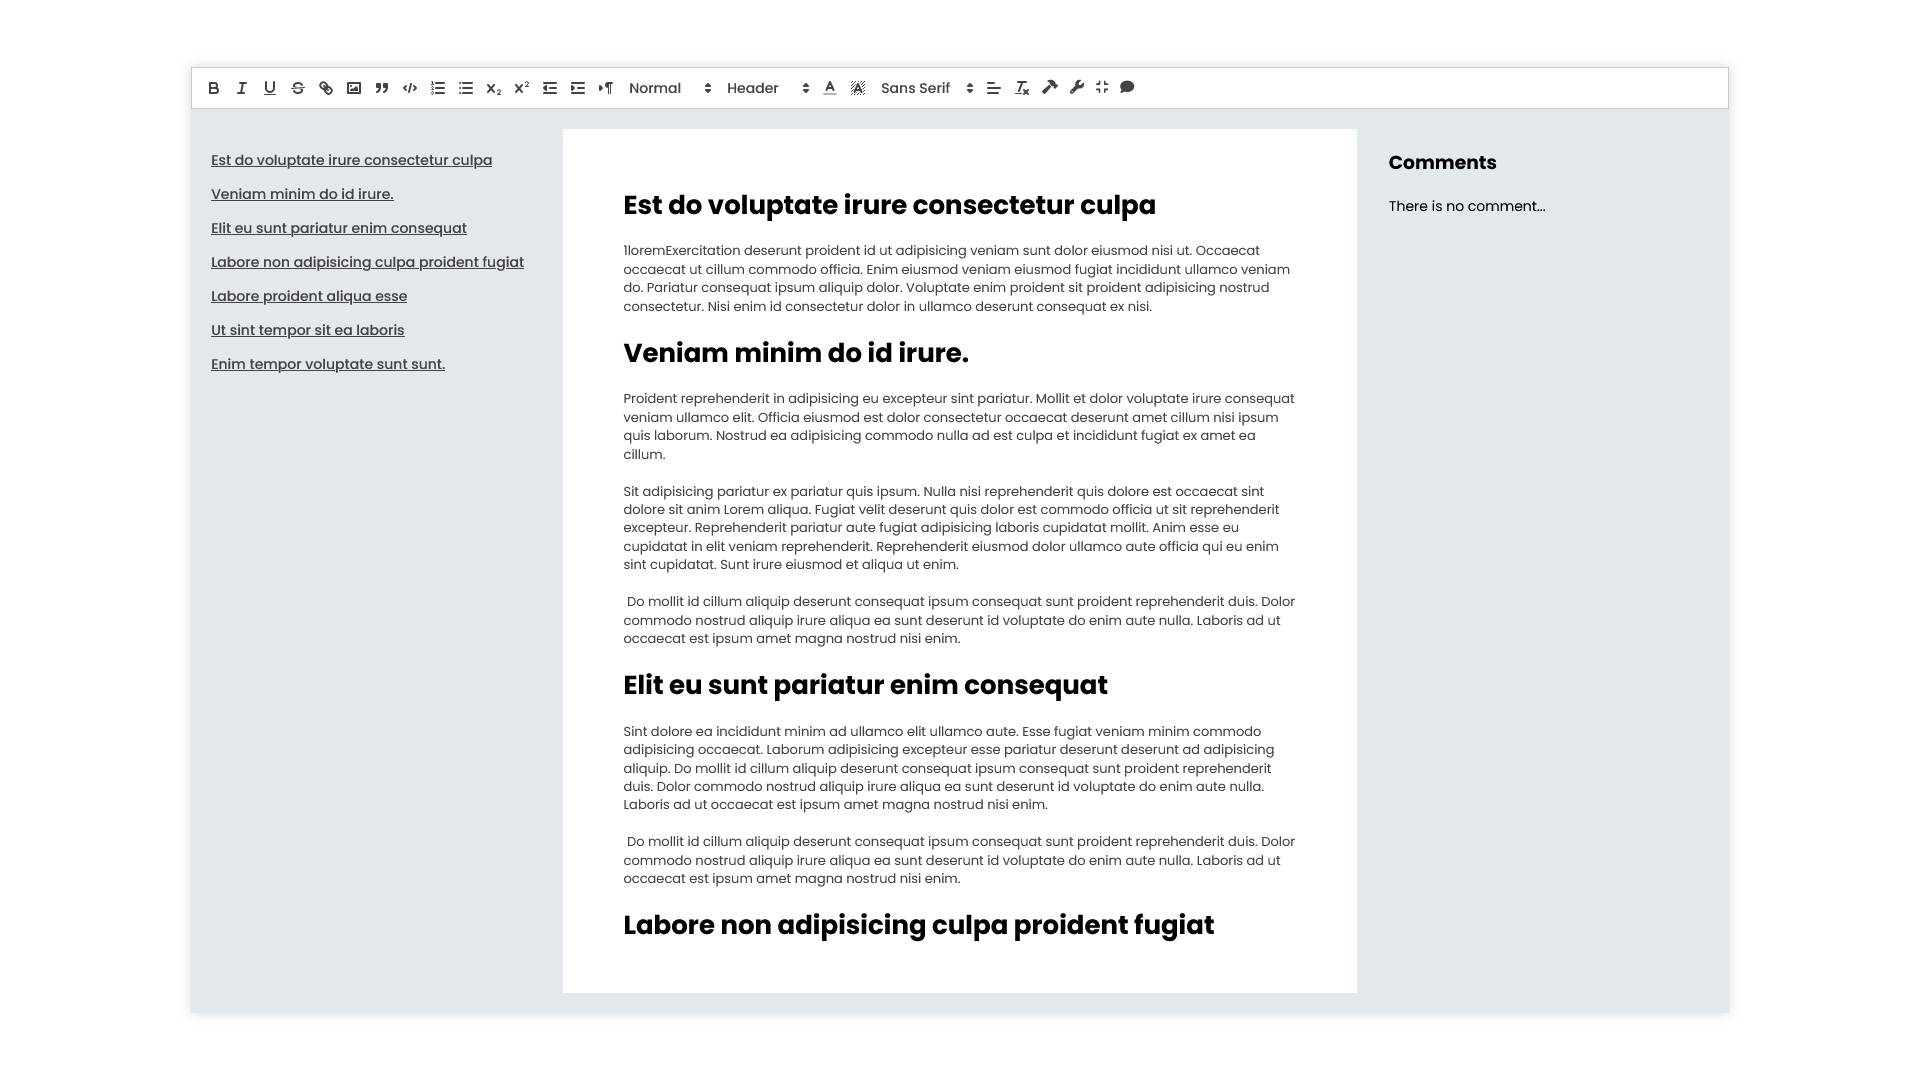 Normal Header Sans Serif
Est do voluptate irure consectetur culpa
Veniam minim do id irure.
Elit eu sunt pariatur enim consequat
Labore non adipisicing culpa proident fugiat
Labore proident aliqua esse
Ut sint tempor sit ea laboris
Enim tempor voluptate sunt sunt.
Est do voluptate irure consectetur culpa
1loremExercitation deserunt proident id ut adipisicing veniam sunt dolor eiusmod nisi ut. Occaecat
occaecat ut cillum commodo officia. Enim eiusmod veniam eiusmod fugiat incididunt ullamco veniam
do. Pariatur consequat ipsum aliquip dolor. Voluptate enim proident sit proident adipisicing nostrud
consectetur. Nisi enim id consectetur dolor in ullamco deserunt consequat ex nisi.
Veniam minim do id irure.
Proident reprehenderit in adipisicing eu excepteur sint pariatur. Mollit et dolor voluptate irure consequat
veniam ullamco elit. Officia eiusmod est dolor consectetur occaecat deserunt amet cillum nisi ipsum
quis laborum. Nostrud ea adipisicing commodo nulla ad est culpa et incididunt fugiat ex amet ea
cillum.
Sit adipisicing pariatur ex pariatur quis ipsum. Nulla nisi reprehenderit quis dolore est occaecat sint
dolore sit anim Lorem aliqua. Fugiat velit deserunt quis dolor est commodo officia ut sit reprehenderit
excepteur. Reprehenderit pariatur aute fugiat adipisicing laboris cupidatat mollit. Anim esse eu
cupidatat in elit veniam reprehenderit. Reprehenderit eiusmod dolor ullamco aute officia qui eu enim
sint cupidatat. Sunt irure eiusmod et aliqua ut enim.
Do mollit id cillum aliquip deserunt consequat ipsum consequat sunt proident reprehenderit duis. Dolor
commodo nostrud aliquip irure aliqua ea sunt deserunt id voluptate do enim aute nulla. Laboris ad ut
occaecat est ipsum amet magna nostrud nisi enim.
Elit eu sunt pariatur enim consequat
Sint dolore ea incididunt minim ad ullamco elit ullamco aute. Esse fugiat veniam minim commodo
adipisicing occaecat. Laborum adipisicing excepteur esse pariatur deserunt deserunt ad adipisicing
aliquip. Do mollit id cillum aliquip deserunt consequat ipsum consequat sunt proident reprehenderit
duis. Dolor commodo nostrud aliquip irure aliqua ea sunt deserunt id voluptate do enim aute nulla.
Laboris ad ut occaecat est ipsum amet magna nostrud nisi enim.
Do mollit id cillum aliquip deserunt consequat ipsum consequat sunt proident reprehenderit duis. Dolor
commodo nostrud aliquip irure aliqua ea sunt deserunt id voluptate do enim aute nulla. Laboris ad ut
occaecat est ipsum amet magna nostrud nisi enim.
Labore non adipisicing culpa proident fugiat
Comments
There is no comment...